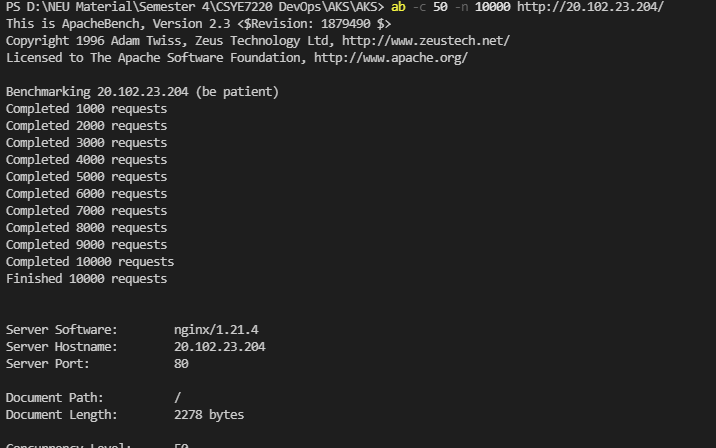 PS D:\NEU Material\Semester 4\CSYE7220 DevOps\AKS\AKS> ab -c 50 -n 10000 http://20.102.23.204/
This is ApacheBench, Version 2.3 <$Revision: 1879490 $>
Copyright 1996 Adam Twiss, Zeus Technology Ltd, http://www.zeustech.net/
Licensed to The Apache Software Foundation, http://www.apache.org/
Benchmarking 20.102.23.204 (be patient)
Completed 1000 requests
Completed 2000 requests
Completed 3000 requests
Completed 4000 requests
Completed 5000 requests
Completed 6000 requests
Completed 7000 requests
Completed 8000 requests
Completed 9000 requests
Completed 10000 requests
Finished 10000 requests
Server Software: nginx/1.21.4
Server Hostname: 20.102.23.204
Server Port: 80
Document Path: /
Document Length: 2278 bytes
Concurrency Level: 50